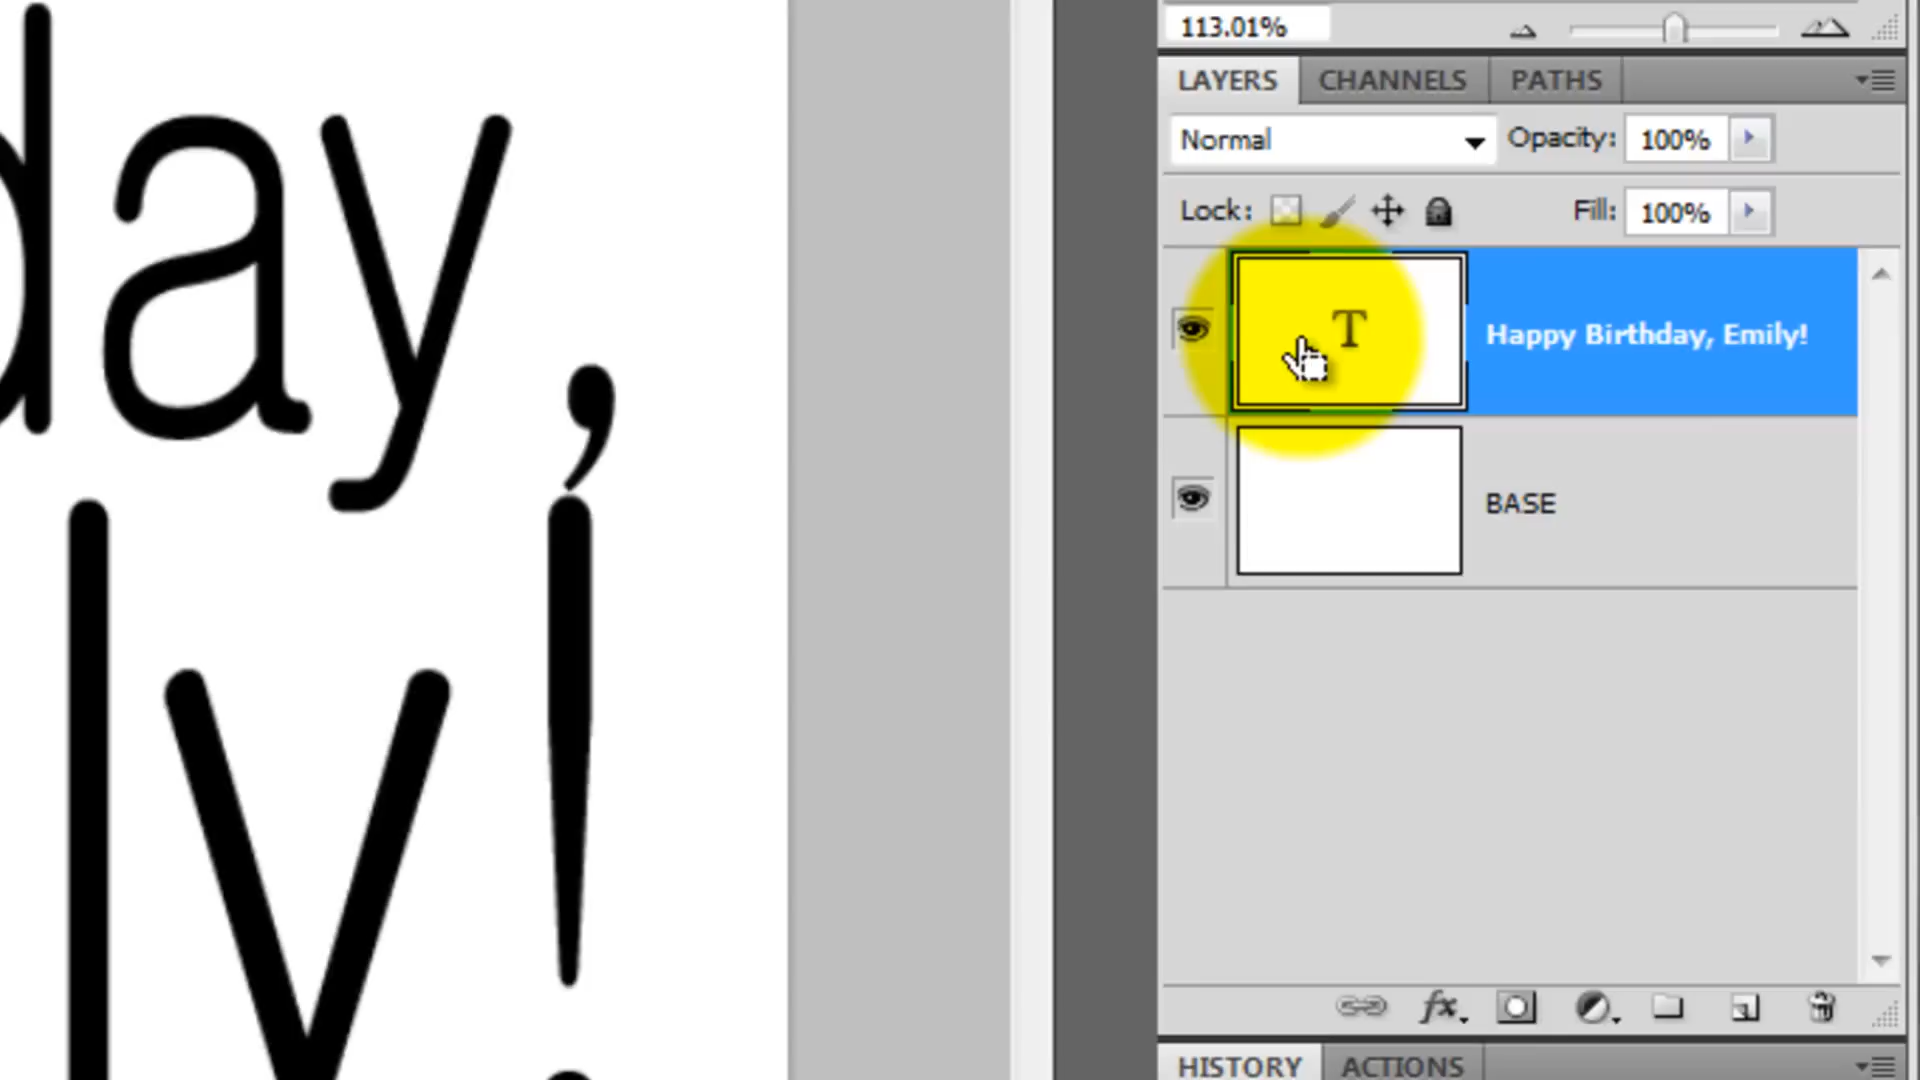 113.01%
LAYERS CHANNELS PATHS
Normal Opacity: 100%
Lock: Fill: 100%
day,
T Happy Birthday, Emily!
BASE
ly!
fx
HISTORY ACTIONS